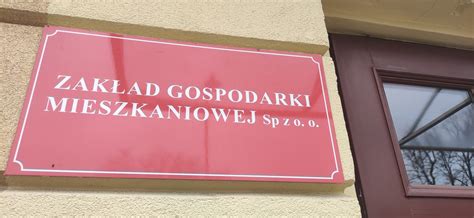 ZAKŁAD GOSPODARKI
MIESZKANIOWEJ Sp z o. o.